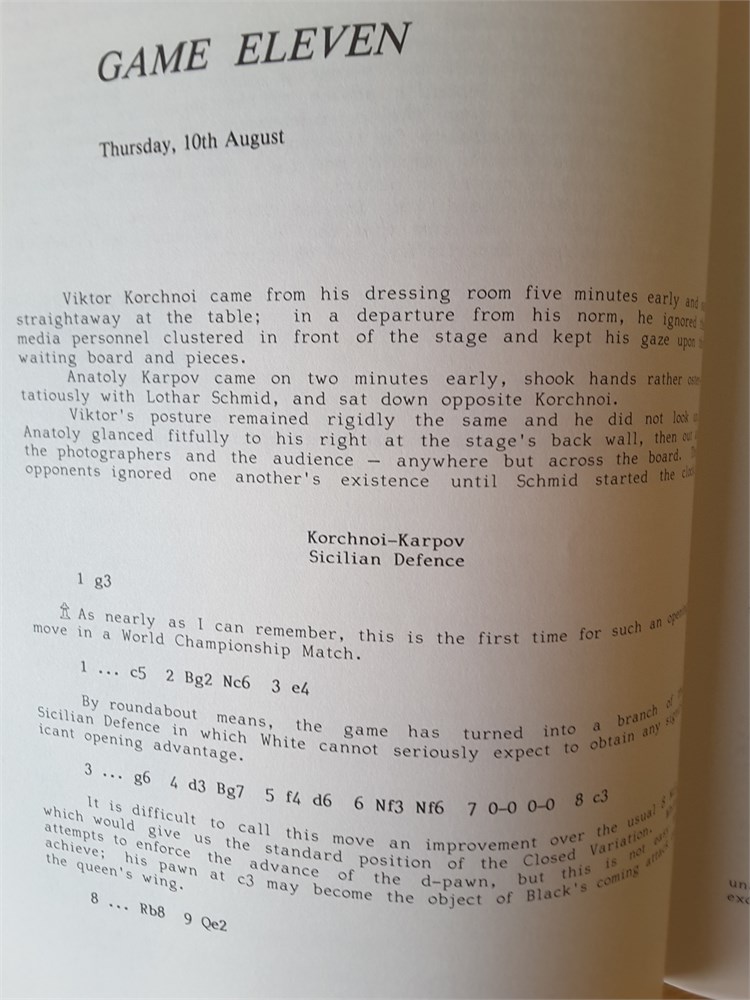 GAME ELEVEN
Thursday, 10th August
Viktor Korchnoi came from his dressing room five minutes early and
straightaway at the table; in a departure from his norm, he ignored
media personnel clustered in front of the stage and kept his gaze upon
waiting board and pieces.
Anatoly Karpov came on two minutes early, shook hands rather
tatiously with Lothar Schmid, and sat down opposite Korchnoi.
Viktor's posture remained rigidly the same and he did not look
Anatoly glanced fitfully to his right at the stage's back wall, then out
the photographers and the audience — anywhere but across the board.
opponents ignored one another's existence until Schmid started the
Korchnoi–Karpov
Sicilian Defence
1 g3
As nearly as I can remember, this is the first time for such an
move in a World Championship Match.
1 ... c5 2 Bg2 Nc6 3 e4
By roundabout means, the game has turned into a branch of
Sicilian Defence in which White cannot seriously expect to obtain any
icant opening advantage.
3 ... g6 4 d3 Bg7 5 f4 d6 6 Nf3 Nf6 7 0–0 0–0 8 c3
It is difficult to call this move an improvement over the usual
which would give us the standard position of the Closed Variation.
attempts to enforce the advance of the d-pawn, but this is not
achieve; his pawn at c3 may become the object of Black's coming
the queen's wing.
8 ... Rb8 9 Qe2